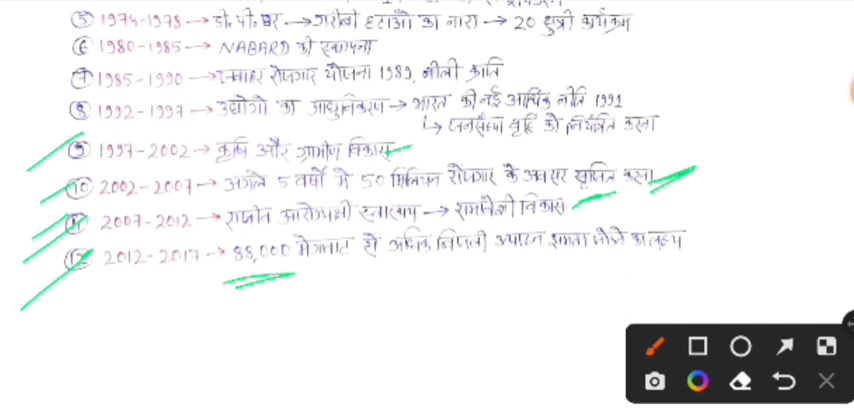 ⑤ 1974-1978 → डी. पी. धर → गरीबी हटाओ का नारा → 20 सूत्री कार्यक्रम
⑥ 1980-1985 → NABARD की स्थापना
⑦ 1985-1990 → जवाहर रोजगार योजना 1989, नीली क्रांति
⑧ 1992-1997 → उद्योगो का आधुनिकरण → भारत की नई आर्थिक नीति 1991
↳ जनसंख्या वृद्धि को नियंत्रित करना
⑨ 1997-2002 → कृषि और ग्रामीण विकास
⑩ 2002-2007 → अगले 5 वर्षो मे 50 मिलियन रोजगार के अवसर सृजित करना
⑪ 2007-2012 → राजीव आरोग्यश्री → समावेशी विकास
⑫ 2012-2017 → 88,000 मेगावाट से अधिक बिजली उत्पादन क्षमता जोड़ने का लक्ष्य